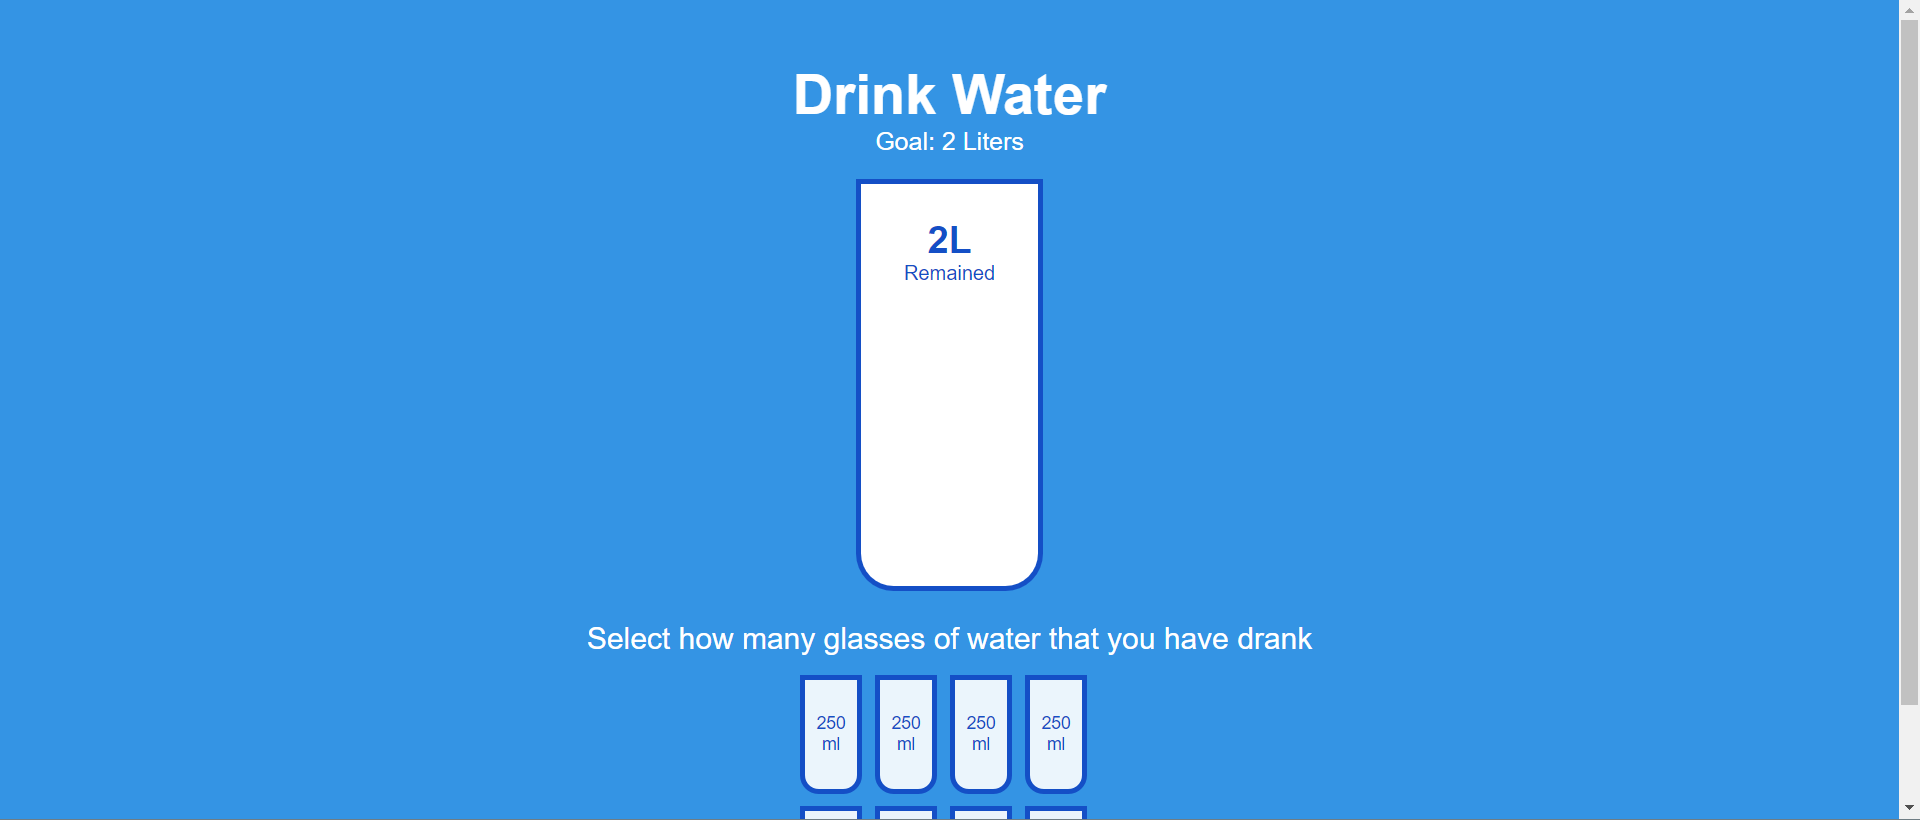 Drink Water
Goal: 2 Liters
2L
Remained
Select how many glasses of water that you have drank
250 250 250 250
ml ml ml ml